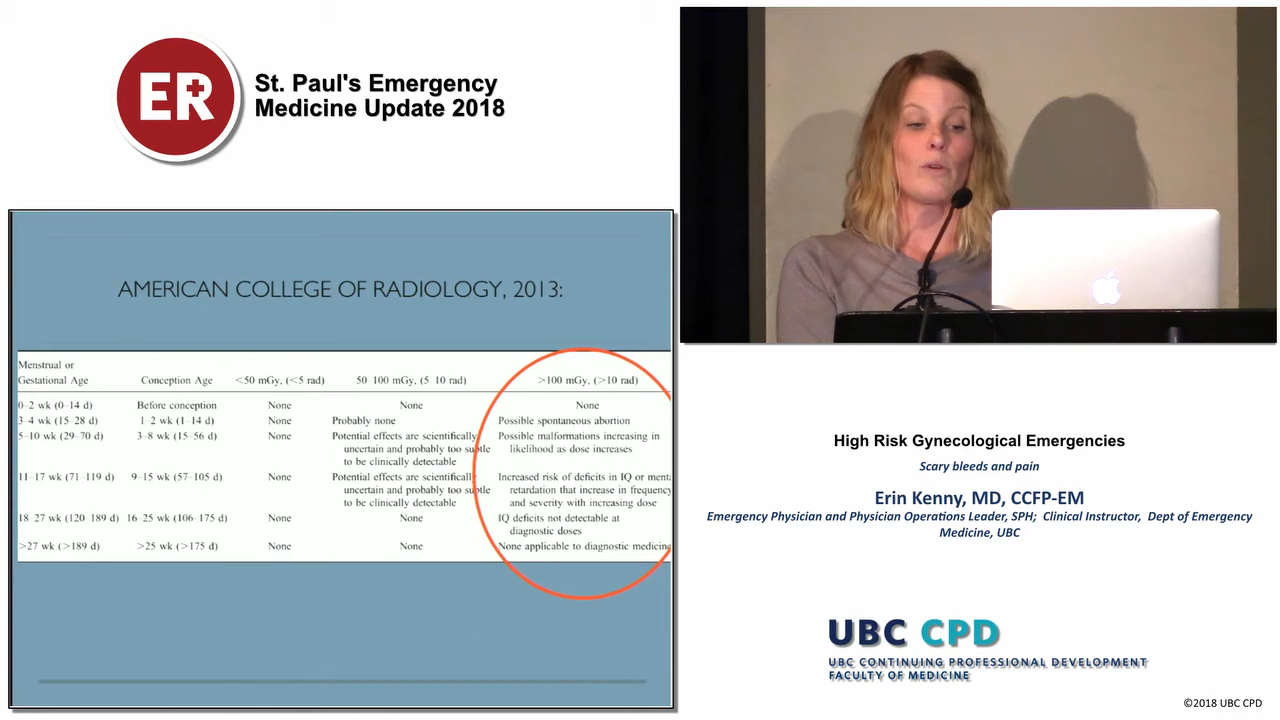 ER
St. Paul's Emergency
Medicine Update 2018
AMERICAN COLLEGE OF RADIOLOGY, 2013:
Menstrual or
Gestational Age Conception Age <50 mGy, (<5 rad) 50–100 mGy, (5–10 rad) >100 mGy, (>10 rad)
0–2 wk (0–14 d) Before conception None None None
3–4 wk (15–28 d) 1–2 wk (1–14 d) None Probably none Possible spontaneous abortion
5–10 wk (29–70 d) 3–8 wk (15–56 d) None Potential effects are scientifically Possible malformations increasing in
uncertain and probably too subtle likelihood as dose increases
to be clinically detectable
11–17 wk (71–119 d) 9–15 wk (57–105 d) None Potential effects are scientifically Increased risk of deficits in IQ or menta
uncertain and probably too subtle retardation that increase in frequency
to be clinically detectable and severity with increasing dose
18–27 wk (120–189 d) 16–25 wk (106–175 d) None None IQ deficits not detectable at
diagnostic doses
>27 wk (>189 d) >25 wk (>175 d) None None None applicable to diagnostic medicine
High Risk Gynecological Emergencies
Scary bleeds and pain
Erin Kenny, MD, CCFP-EM
Emergency Physician and Physician Operations Leader, SPH; Clinical Instructor, Dept of Emergency
Medicine, UBC
UBC CPD
UBC CONTINUING PROFESSIONAL DEVELOPMENT
FACULTY OF MEDICINE
©2018 UBC CPD